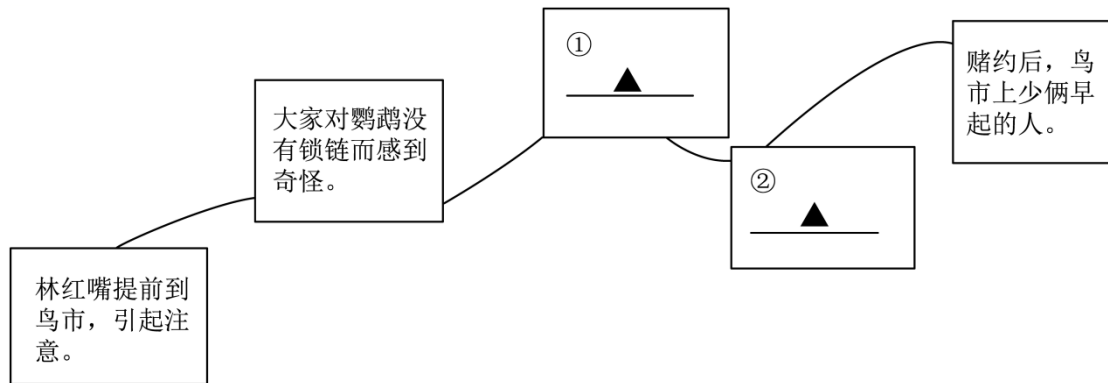 林红嘴提前到
鸟市，引起注
意。
大家对鹦鹉没
有锁链而感到
奇怪。
①
②
赌约后，鸟
市上少俩早
起的人。